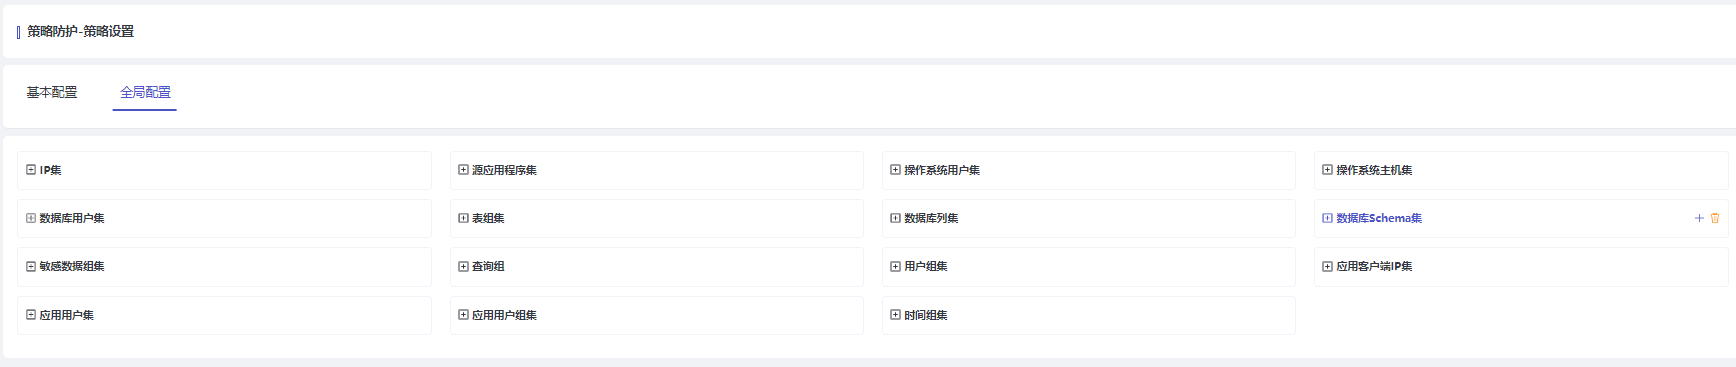 策略防护-策略设置
基本配置 全局配置
IP集 源应用程序集 操作系统用户集 操作系统主机集
数据库用户集 表组集 数据库列集 数据库Schema集
敏感数据组集 查询组 用户组集 应用客户端IP集
应用用户集 应用用户组集 时间组集